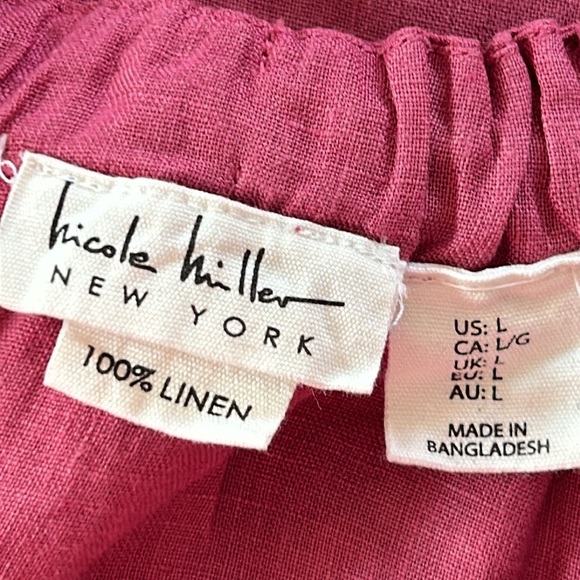 nicole miller
NEW YORK
100% LINEN
US: L
CA: L/G
UK: L
EU: L
AU: L
MADE IN
BANGLADESH